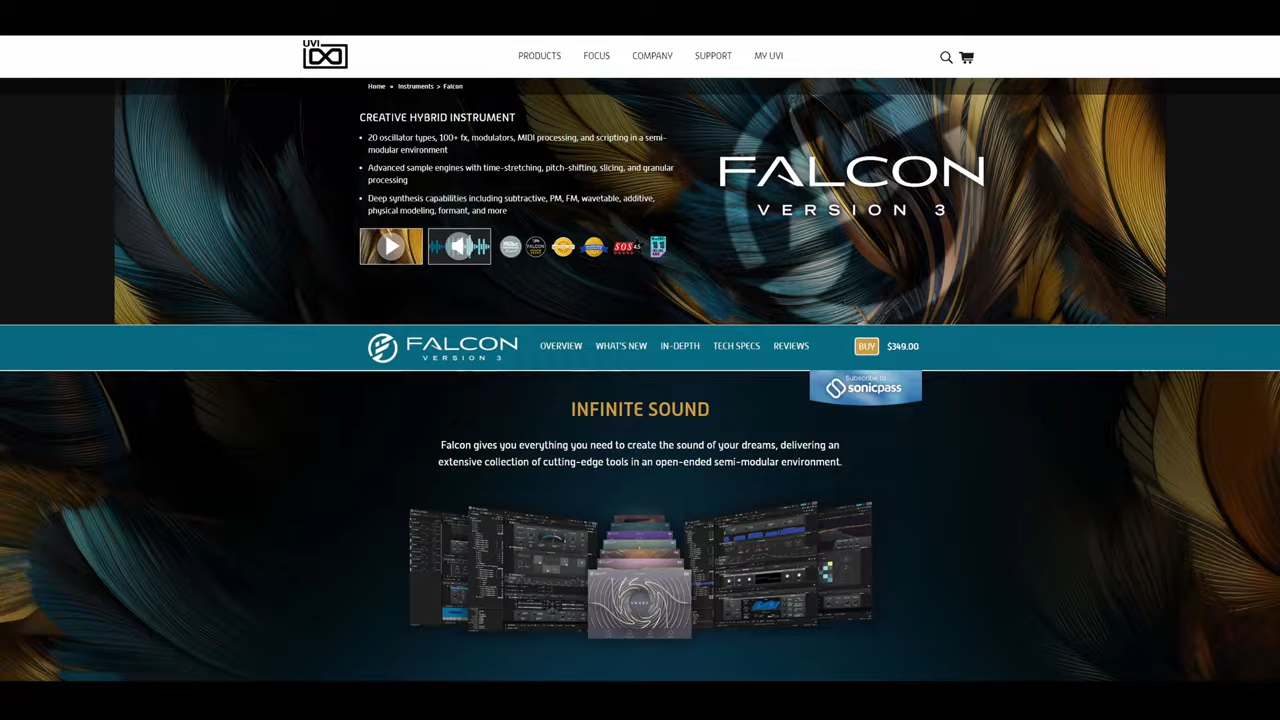 UVI
PRODUCTS FOCUS COMPANY SUPPORT MY UVI
Home » Instruments > Falcon
CREATIVE HYBRID INSTRUMENT
• 20 oscillator types, 100+ fx, modulators, MIDI processing, and scripting in a semi-
modular environment
• Advanced sample engines with time-stretching, pitch-shifting, slicing, and granular
processing
• Deep synthesis capabilities including subtractive, PM, FM, wavetable, additive,
physical modeling, formant, and more
FALCON
VERSION 3
SOS 4.5
FALCON
VERSION 3
OVERVIEW WHAT'S NEW IN-DEPTH TECH SPECS REVIEWS
BUY $349.00
Subscribe to
sonicpass
INFINITE SOUND
Falcon gives you everything you need to create the sound of your dreams, delivering an
extensive collection of cutting-edge tools in an open-ended semi-modular environment.